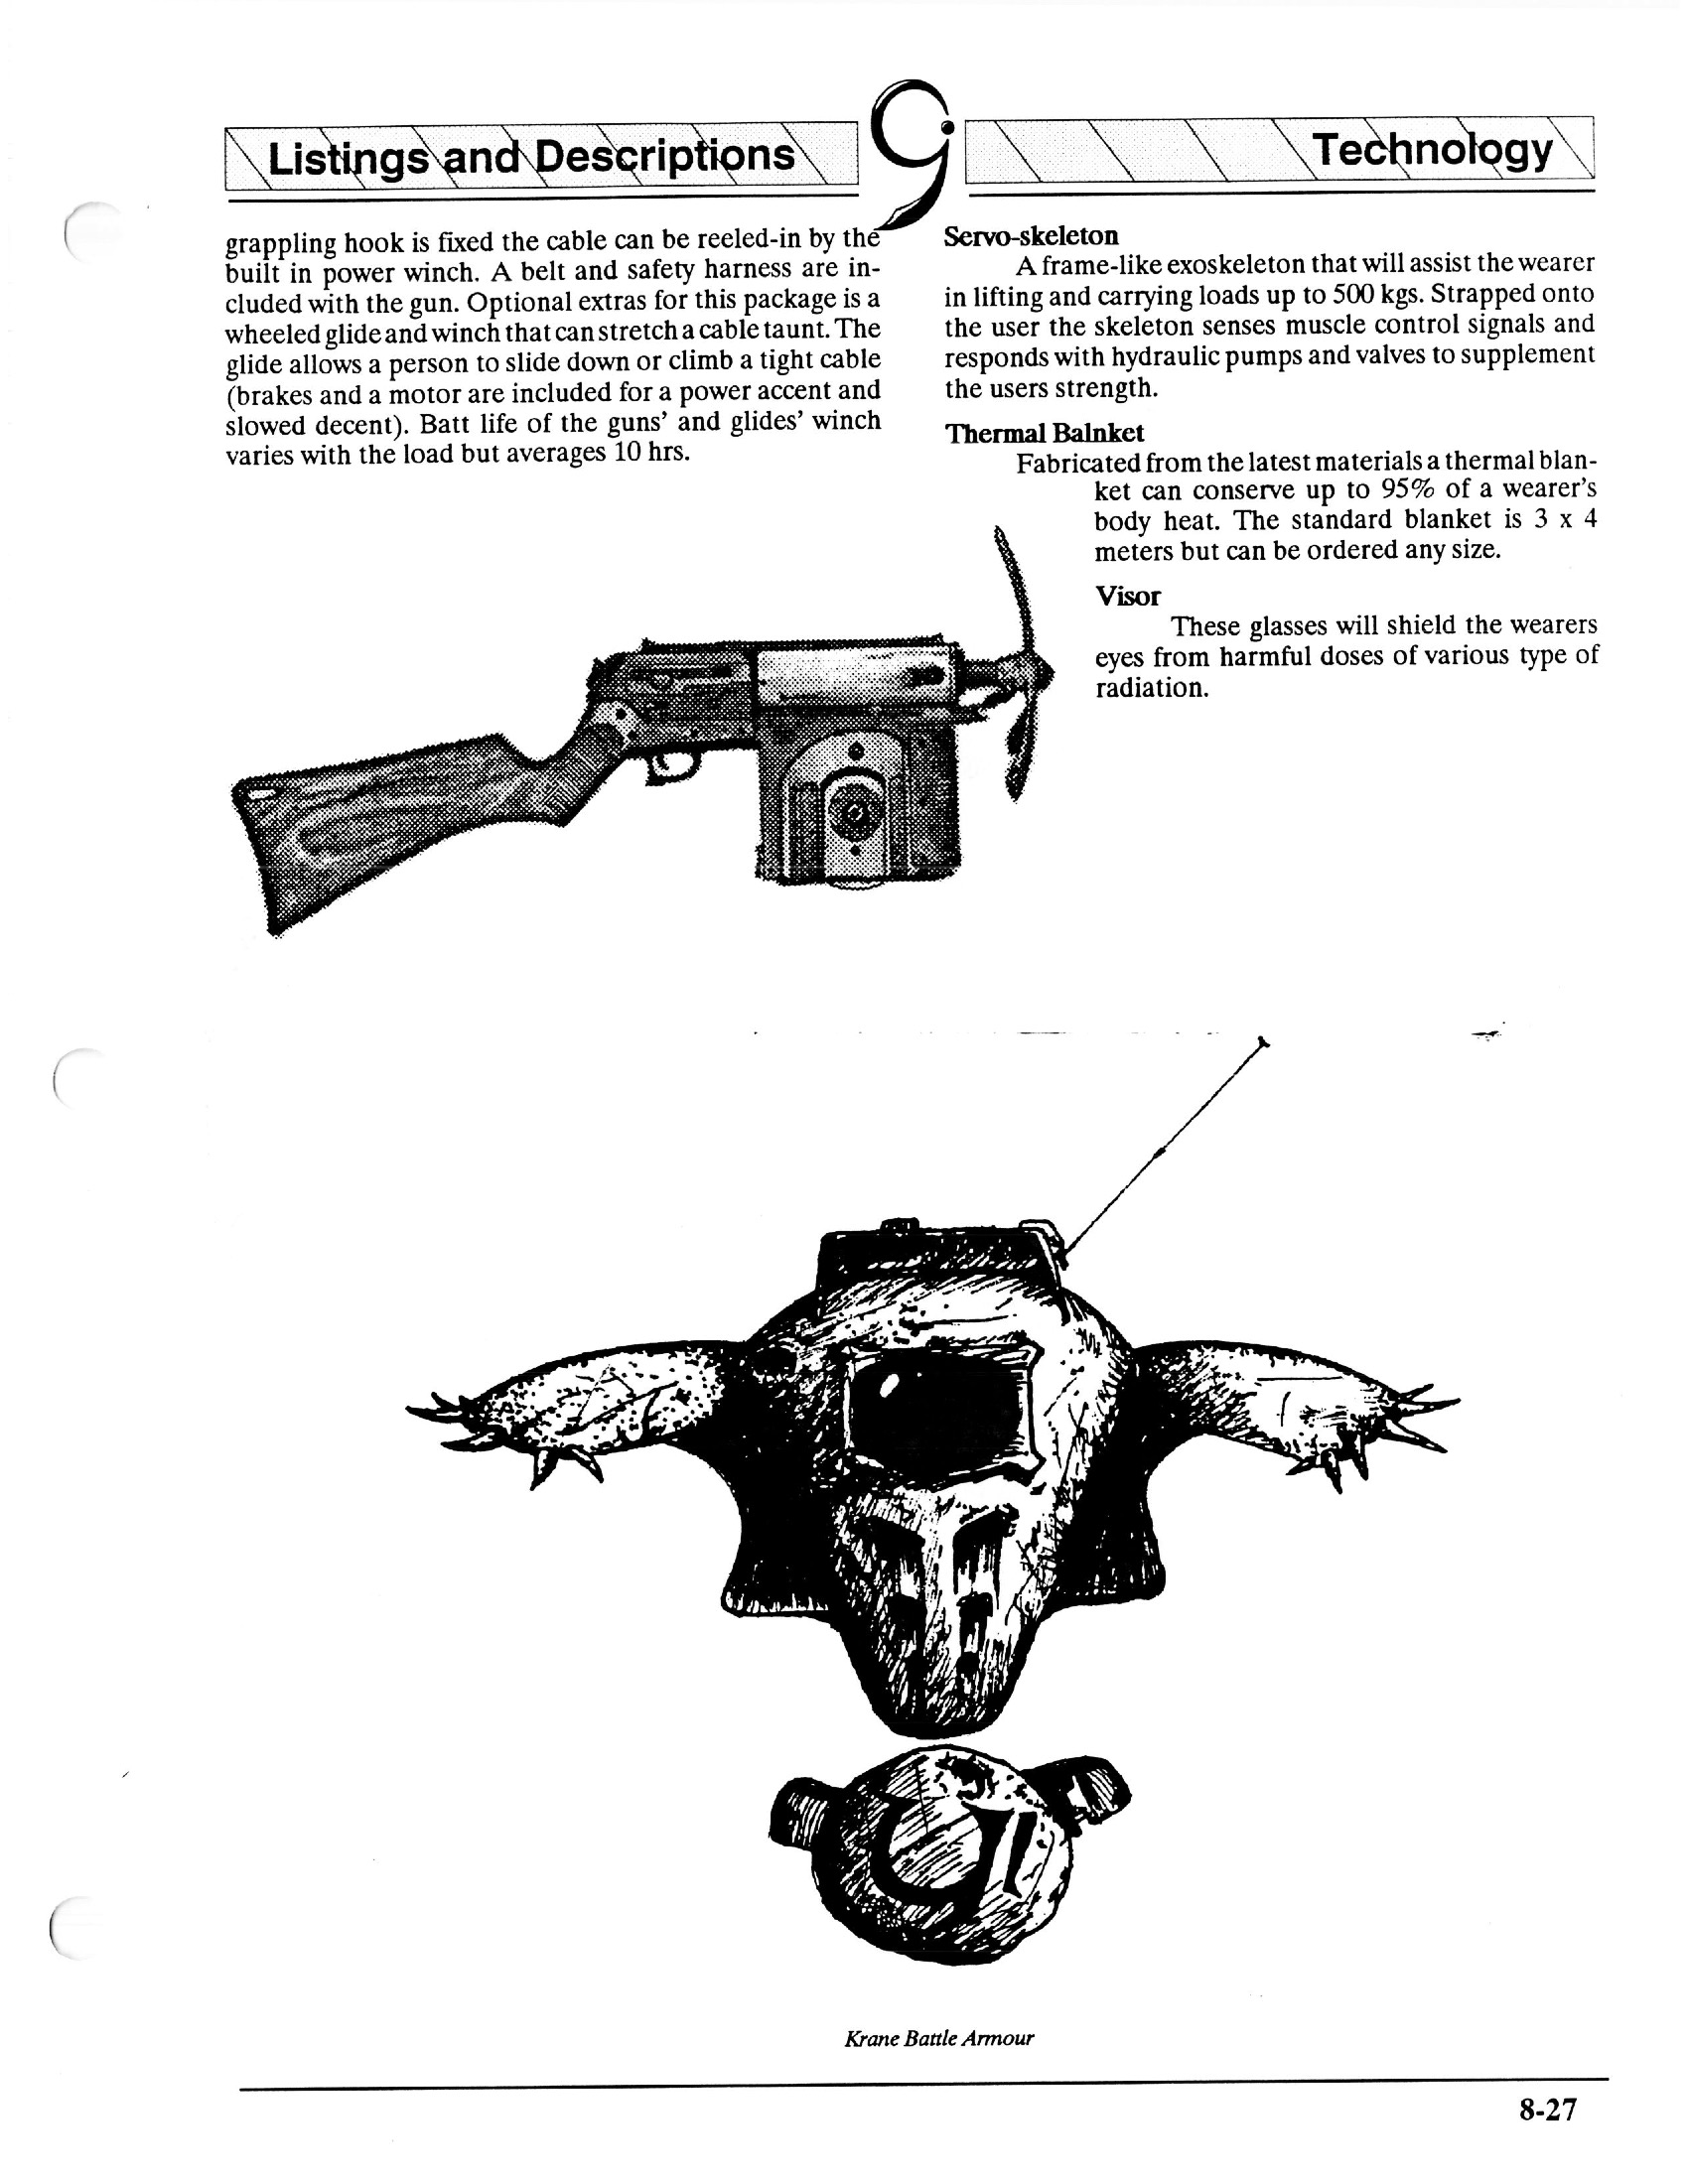 Listings and Descriptions
Technology
grappling hook is fixed the cable can be reeled-in by the
built in power winch. A belt and safety harness are in-
cluded with the gun. Optional extras for this package is a
wheeled glide and winch that can stretch a cable taunt. The
glide allows a person to slide down or climb a tight cable
(brakes and a motor are included for a power accent and
slowed decent). Batt life of the guns' and glides' winch
varies with the load but averages 10 hrs.
Servo-skeleton
A frame-like exoskeleton that will assist the wearer
in lifting and carrying loads up to 500 kgs. Strapped onto
the user the skeleton senses muscle control signals and
responds with hydraulic pumps and valves to supplement
the users strength.
Thermal Balnket
Fabricated from the latest materials a thermal blan-
ket can conserve up to 95% of a wearer's
body heat. The standard blanket is 3 x 4
meters but can be ordered any size.
Visor
These glasses will shield the wearers
eyes from harmful doses of various type of
radiation.
Krane Battle Armour
8-27